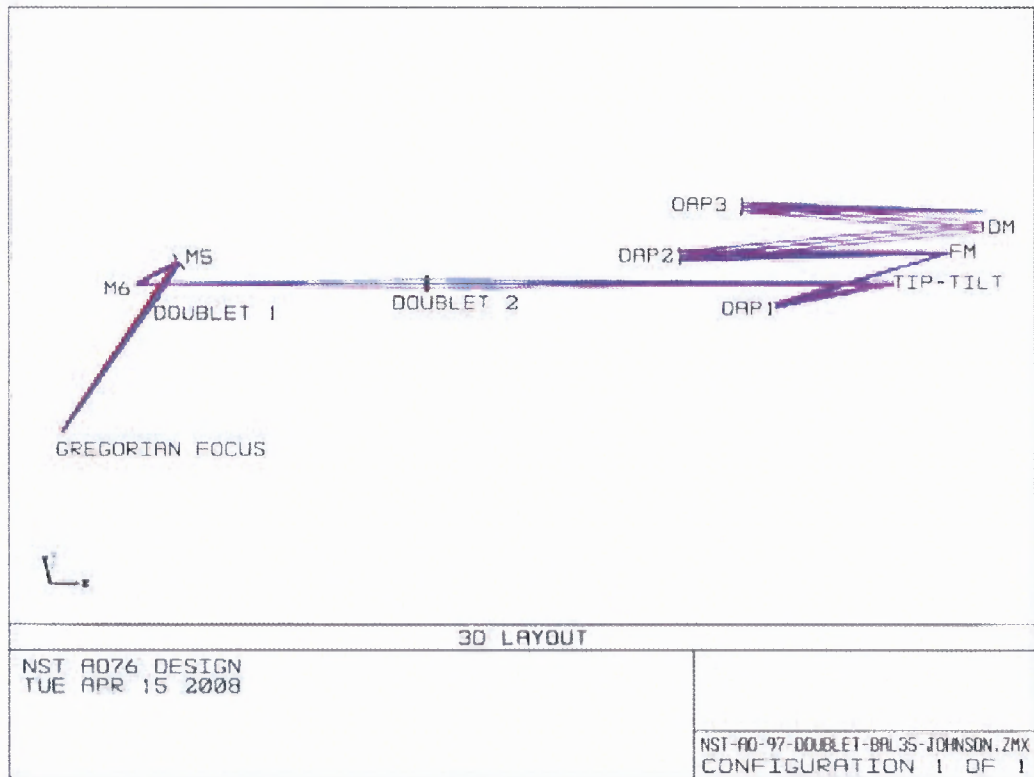 OAP3
DM
OAP2
FM
M5
M6
TIP-TILT
DOUBLET 1
DOUBLET 2
OAP1
GREGORIAN FOCUS
3D LAYOUT
NST AO76 DESIGN
TUE APR 15 2008
NST-AO-97-DOUBLET-BAL35-JOHNSON.ZMX
CONFIGURATION 1 OF 1